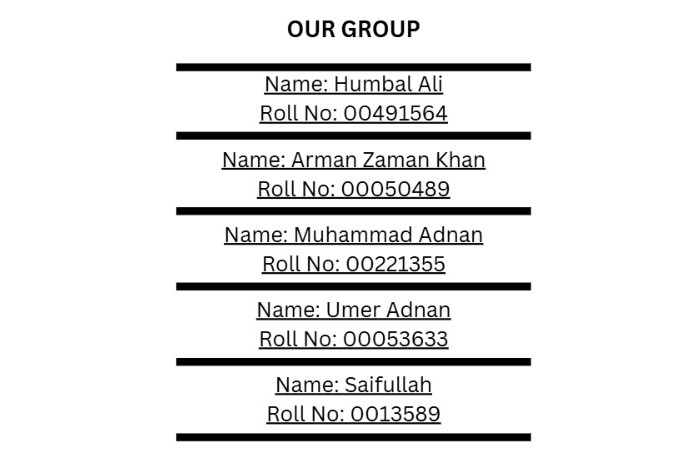 OUR GROUP
Name: Humbal Ali
Roll No: 00491564
Name: Arman Zaman Khan
Roll No: 00050489
Name: Muhammad Adnan
Roll No: 00221355
Name: Umer Adnan
Roll No: 00053633
Name: Saifullah
Roll No: 0013589